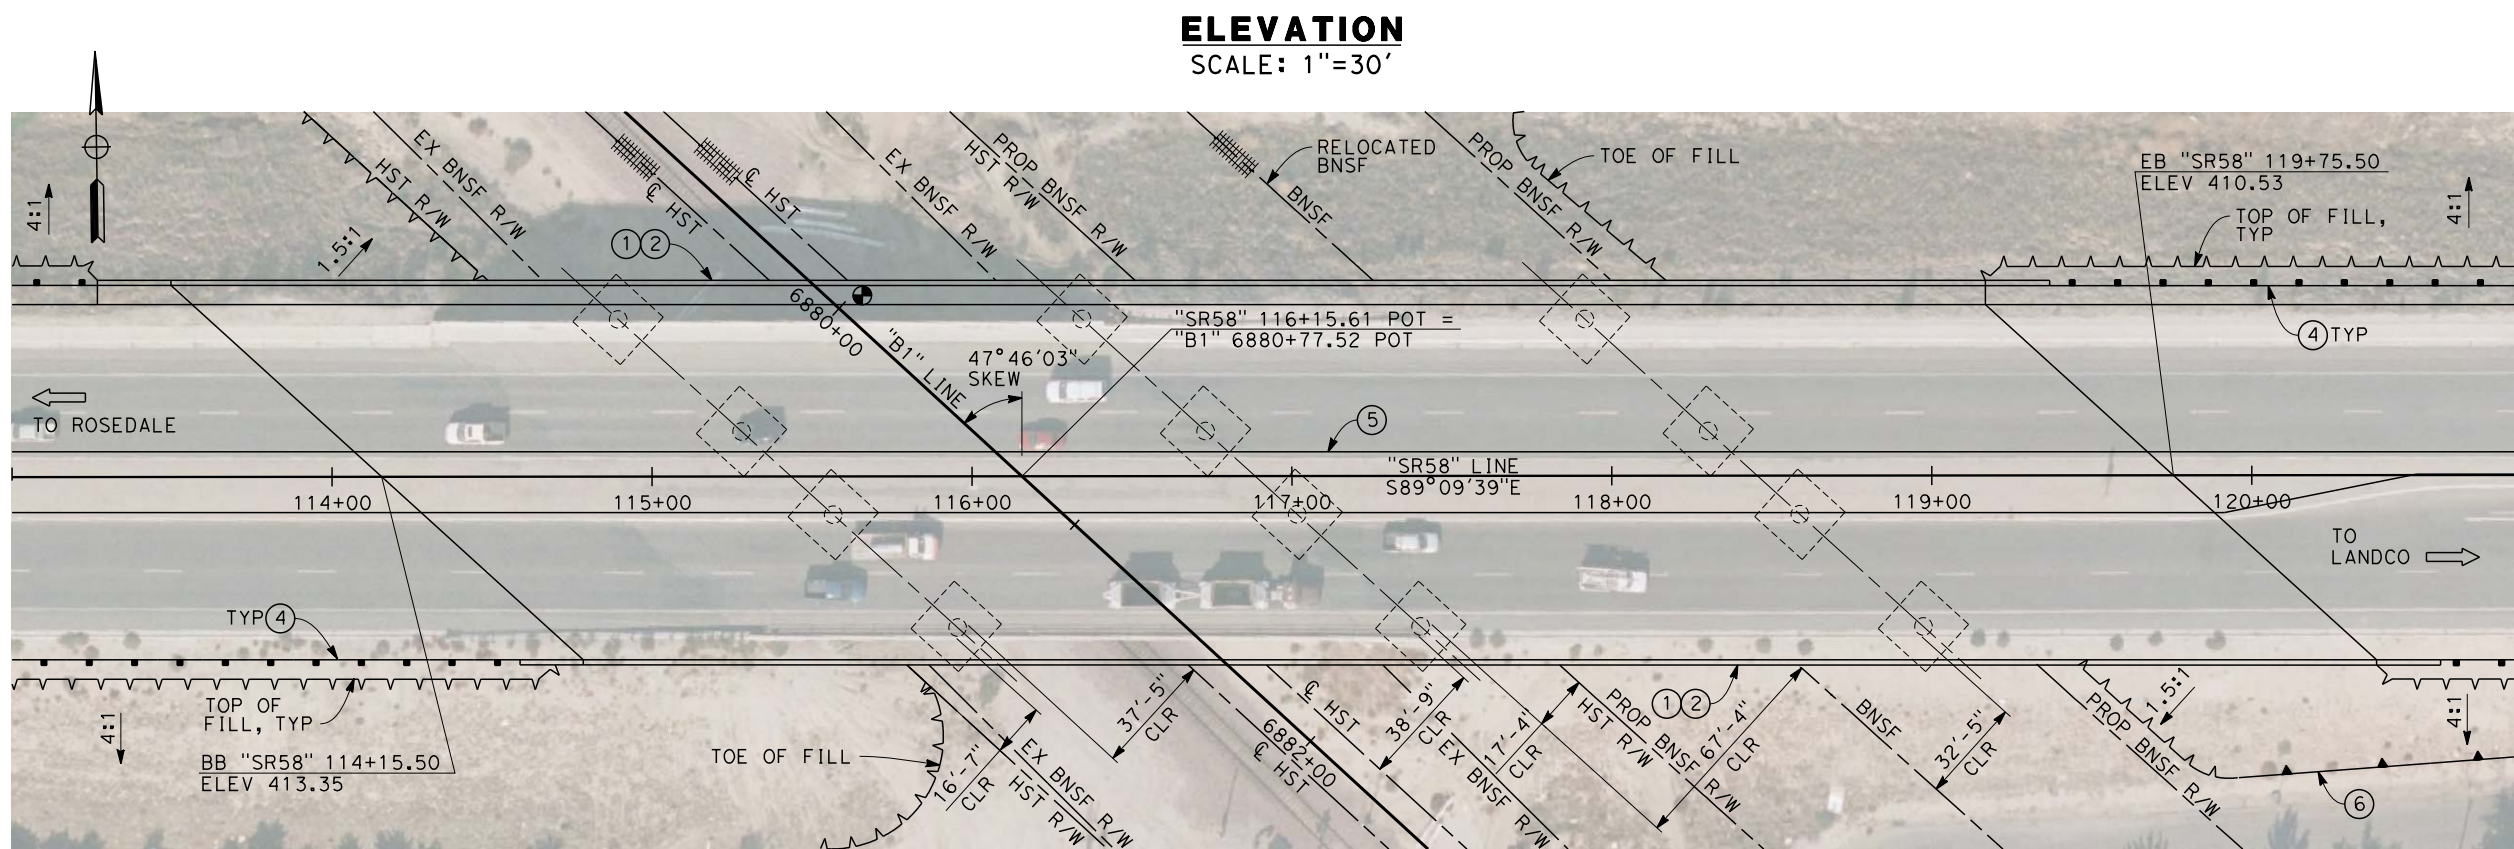 ELEVATION
SCALE: 1"=30'
EX BNSF R/W
HST R/W
℄ HST
℄ HST
EX BNSF R/W
PROP BNSF R/W
HST R/W
RELOCATED
BNSF
BNSF
PROP BNSF R/W
TOE OF FILL
EB "SR58" 119+75.50
ELEV 410.53
TOP OF FILL,
TYP
4:1
4:1
1.5:1
1 2
6880+00
"B1" LINE
"SR58" 116+15.61 POT =
"B1" 6880+77.52 POT
47°46'03"
SKEW
4 TYP
TO ROSEDALE
5
"SR58" LINE
S89°09'39"E
114+00
115+00
116+00
117+00
118+00
119+00
120+00
TO
LANDCO
TYP 4
TOP OF
FILL, TYP
4:1
BB "SR58" 114+15.50
ELEV 413.35
TOE OF FILL
16'-7"
CLR
EX BNSF R/W
HST R/W
37'-5"
CLR
℄ HST
6882+00
℄ HST
38'-9"
CLR
℄ EX BNSF R/W
17'-4"
CLR
PROP BNSF R/W
HST R/W
1 2
67'-4"
CLR
BNSF
32'-5"
CLR
PROP BNSF R/W
1.5:1
4:1
6